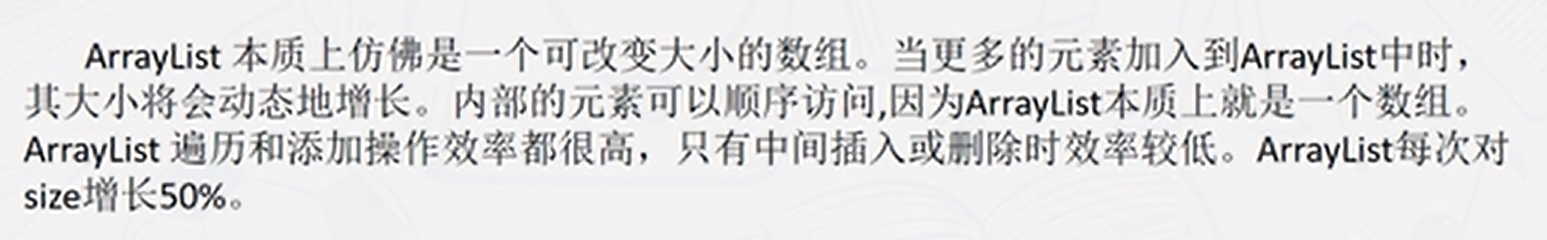 ArrayList 本质上仿佛是一个可改变大小的数组。当更多的元素加入到ArrayList中时，
其大小将会动态地增长。内部的元素可以顺序访问,因为ArrayList本质上就是一个数组。
ArrayList 遍历和添加操作效率都很高，只有中间插入或删除时效率较低。ArrayList每次对
size增长50%。